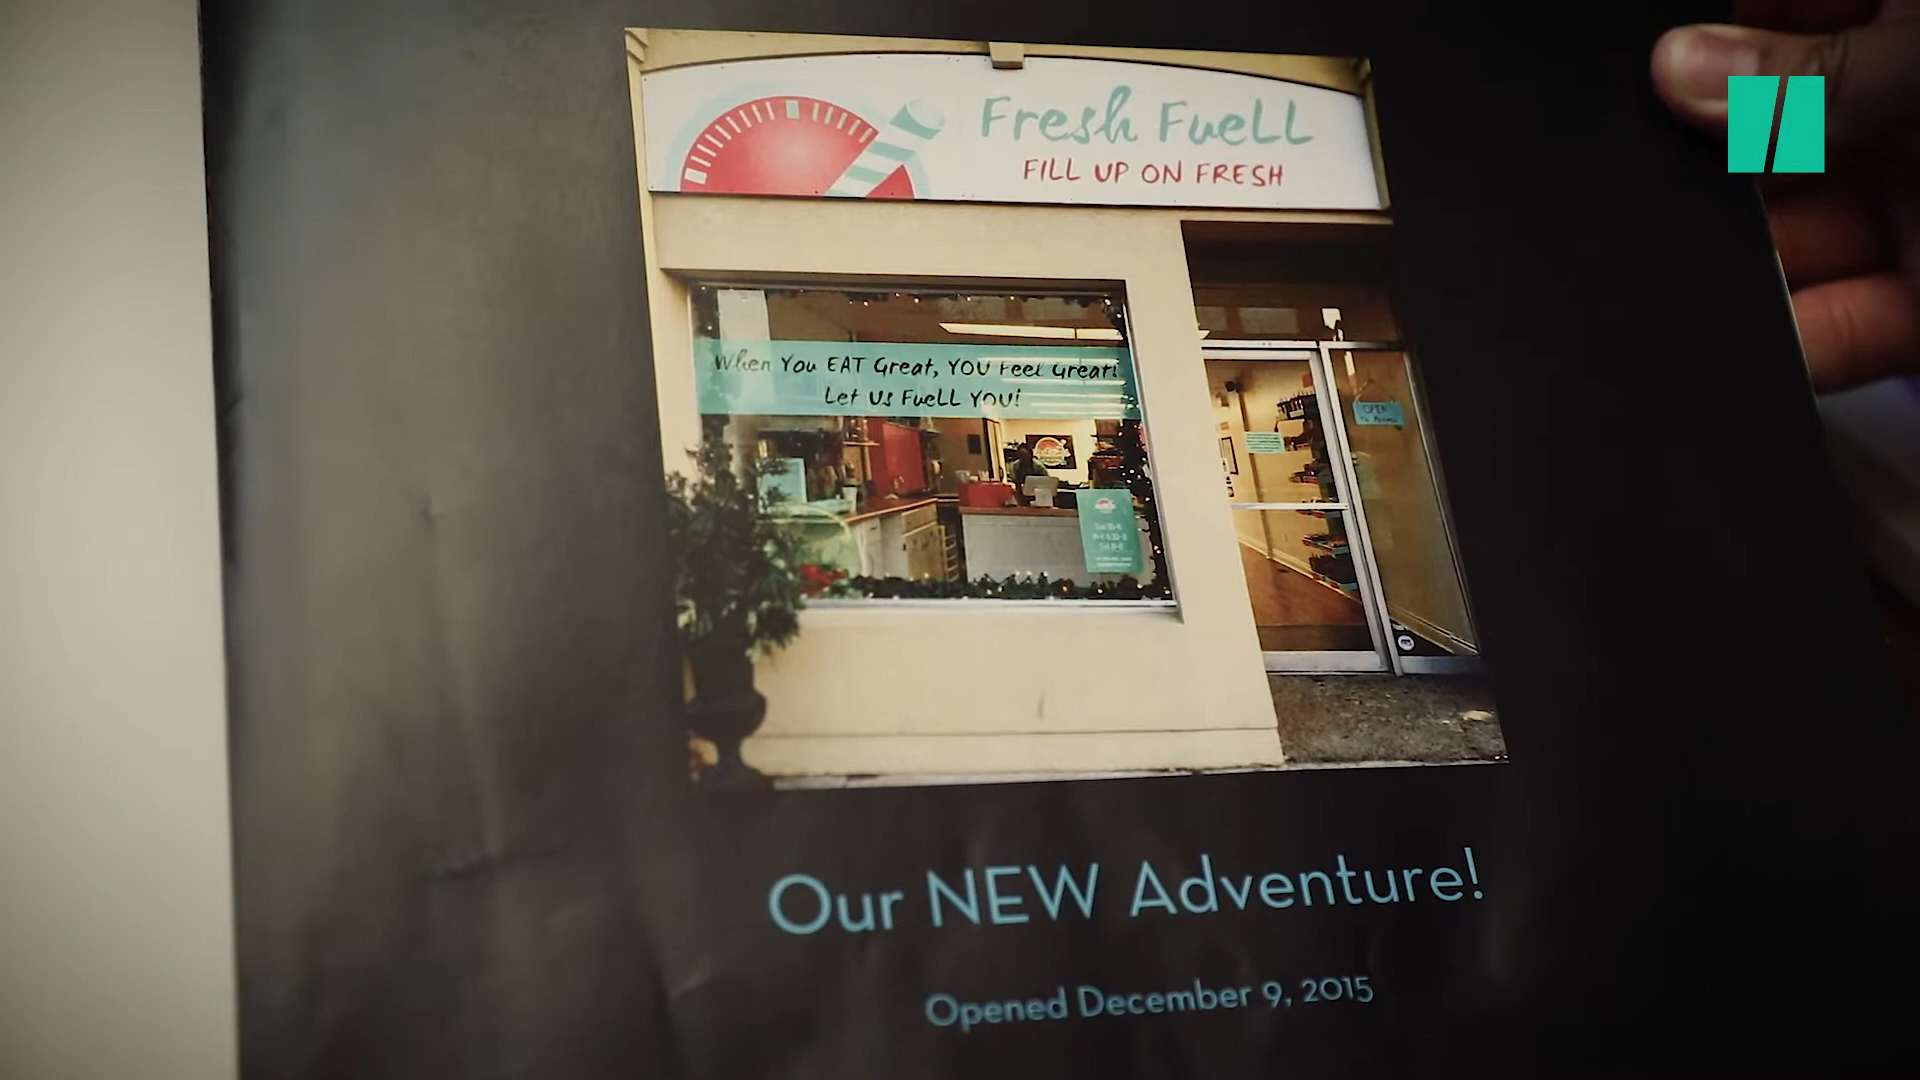 Fresh FueLL
FILL UP ON FRESH
When You EAT Great, YOU Feel Great!
Let us FueLL YOU!
OPEN
Our NEW Adventure!
Opened December 9, 2015